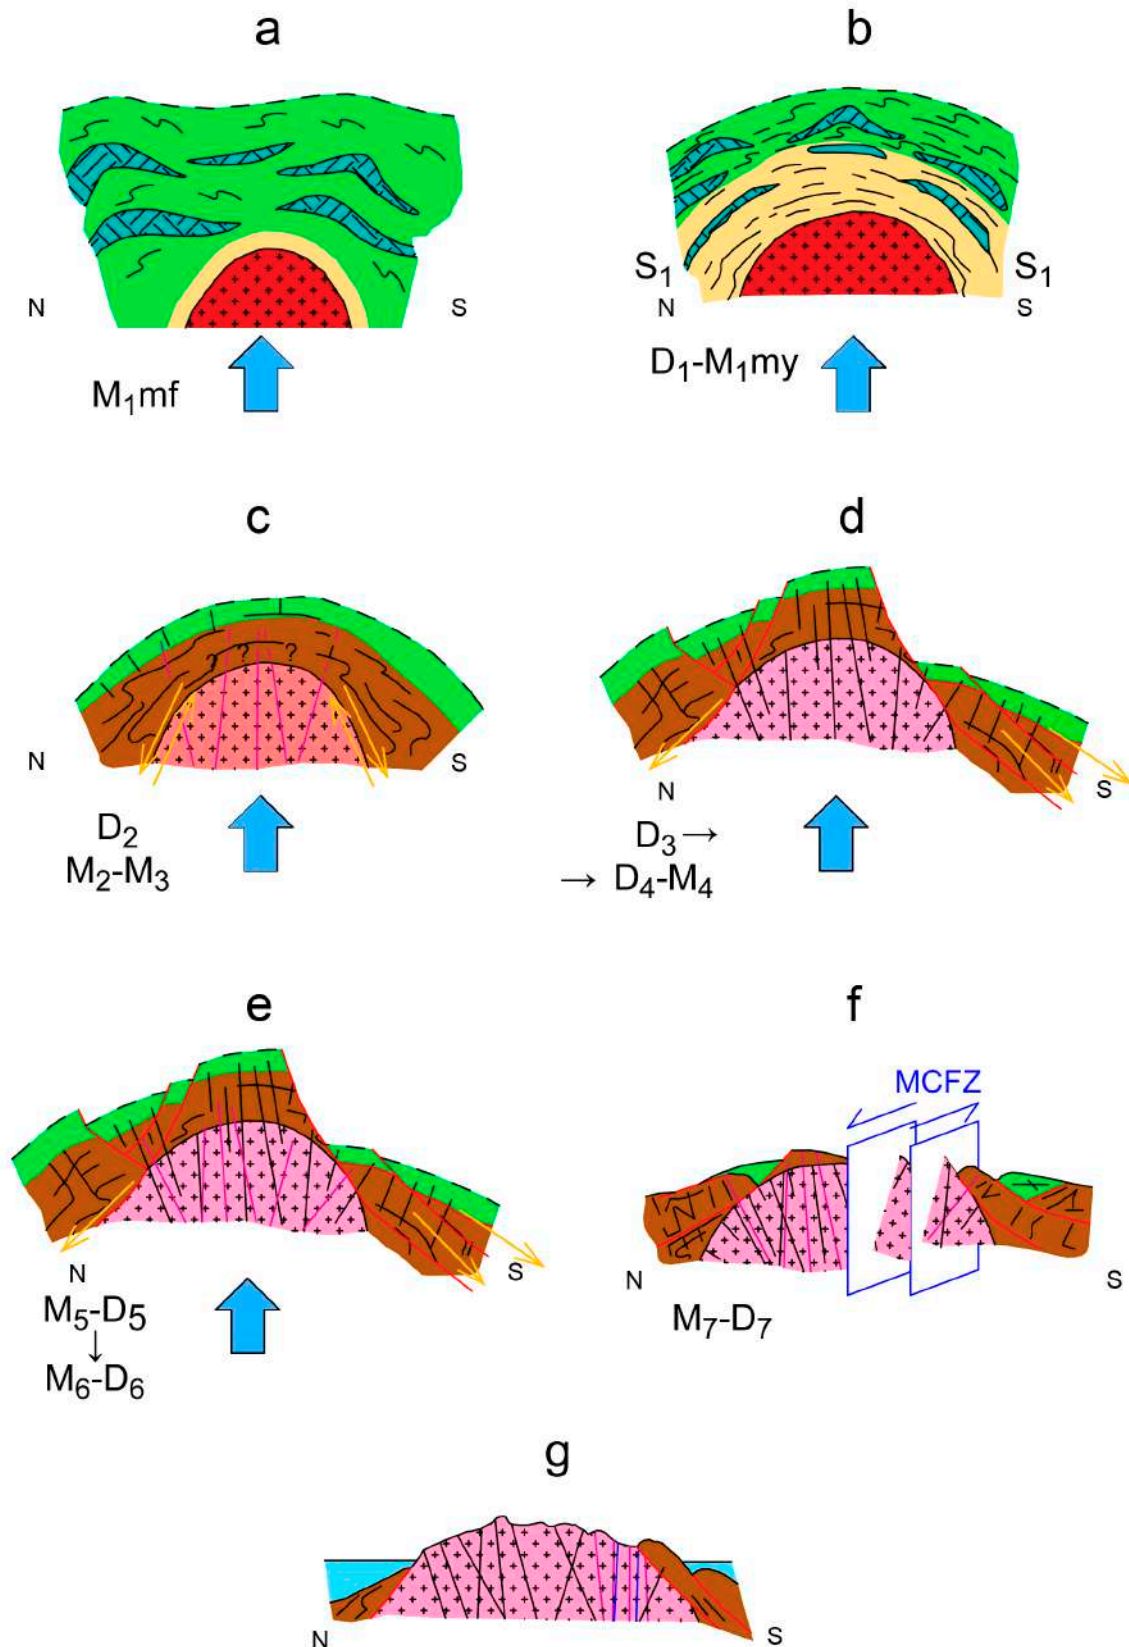 a
b
N
S
M₁mf
S₁
S₁
N
S
D₁-M₁my
c
d
? ? ?
N
S
D₂
M₂-M₃
N
S
D₃ →
→ D₄-M₄
e
f
MCFZ
N
S
M₅-D₅
↓
M₆-D₆
N
S
M₇-D₇
g
N
S